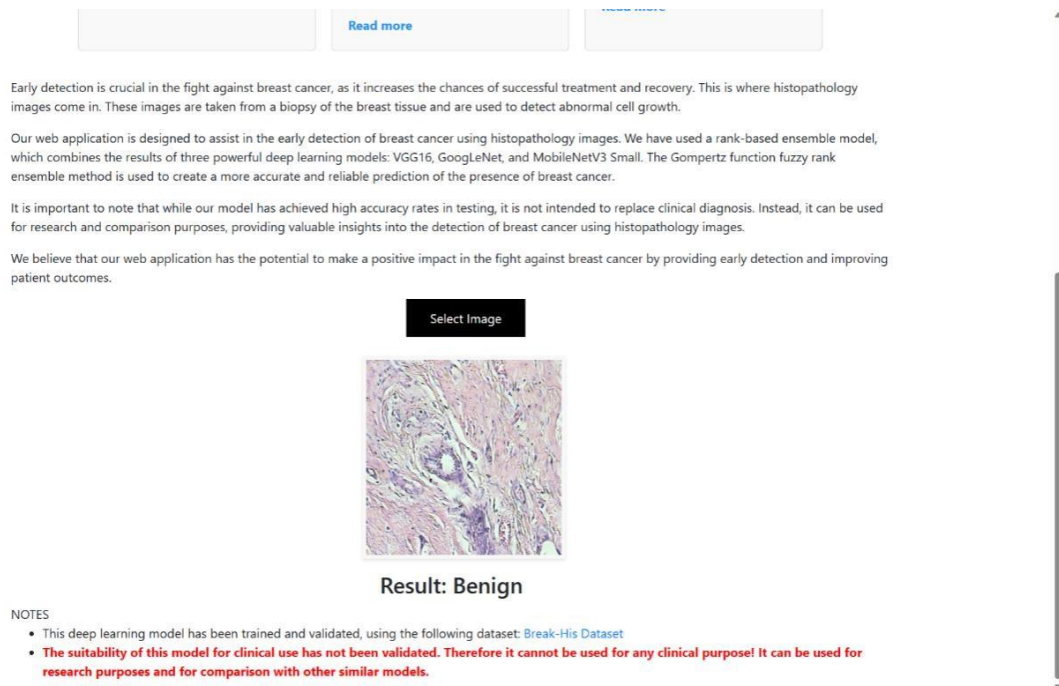 Read more
Early detection is crucial in the fight against breast cancer, as it increases the chances of successful treatment and recovery. This is where histopathology
images come in. These images are taken from a biopsy of the breast tissue and are used to detect abnormal cell growth.
Our web application is designed to assist in the early detection of breast cancer using histopathology images. We have used a rank-based ensemble model,
which combines the results of three powerful deep learning models: VGG16, GoogLeNet, and MobileNetV3 Small. The Gompertz function fuzzy rank
ensemble method is used to create a more accurate and reliable prediction of the presence of breast cancer.
It is important to note that while our model has achieved high accuracy rates in testing, it is not intended to replace clinical diagnosis. Instead, it can be used
for research and comparison purposes, providing valuable insights into the detection of breast cancer using histopathology images.
We believe that our web application has the potential to make a positive impact in the fight against breast cancer by providing early detection and improving
patient outcomes.
Select Image
Result: Benign
NOTES
• This deep learning model has been trained and validated, using the following dataset: Break-His Dataset
• The suitability of this model for clinical use has not been validated. Therefore it cannot be used for any clinical purpose! It can be used for
research purposes and for comparison with other similar models.